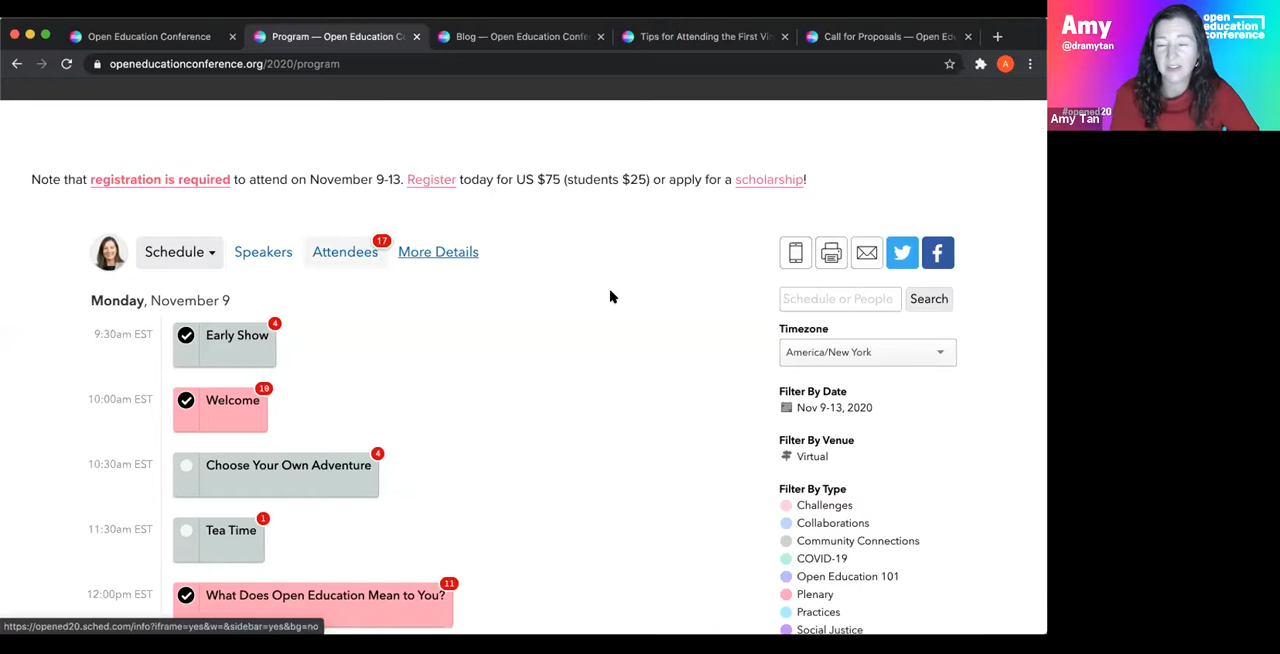 Open Education Conference
Program — Open Education C
Blog — Open Education Confe
Tips for Attending the First Vi
Call for Proposals — Open Ed
openeducationconference.org/2020/program
A
Amy
@dramytan
open
education
conference
#opened20
Amy Tan
Note that registration is required to attend on November 9-13. Register today for US $75 (students $25) or apply for a scholarship!
Schedule
Speakers
Attendees
17
More Details
Monday, November 9
9:30am EST
Early Show
4
10:00am EST
Welcome
10
10:30am EST
Choose Your Own Adventure
4
11:30am EST
Tea Time
1
12:00pm EST
What Does Open Education Mean to You?
11
Schedule or People
Search
Timezone
America/New York
Filter By Date
Nov 9-13, 2020
Filter By Venue
Virtual
Filter By Type
Challenges
Collaborations
Community Connections
COVID-19
Open Education 101
Plenary
Practices
Social Justice
https://opened20.sched.com/info?iframe=yes&w=&sidebar=yes&bg=no